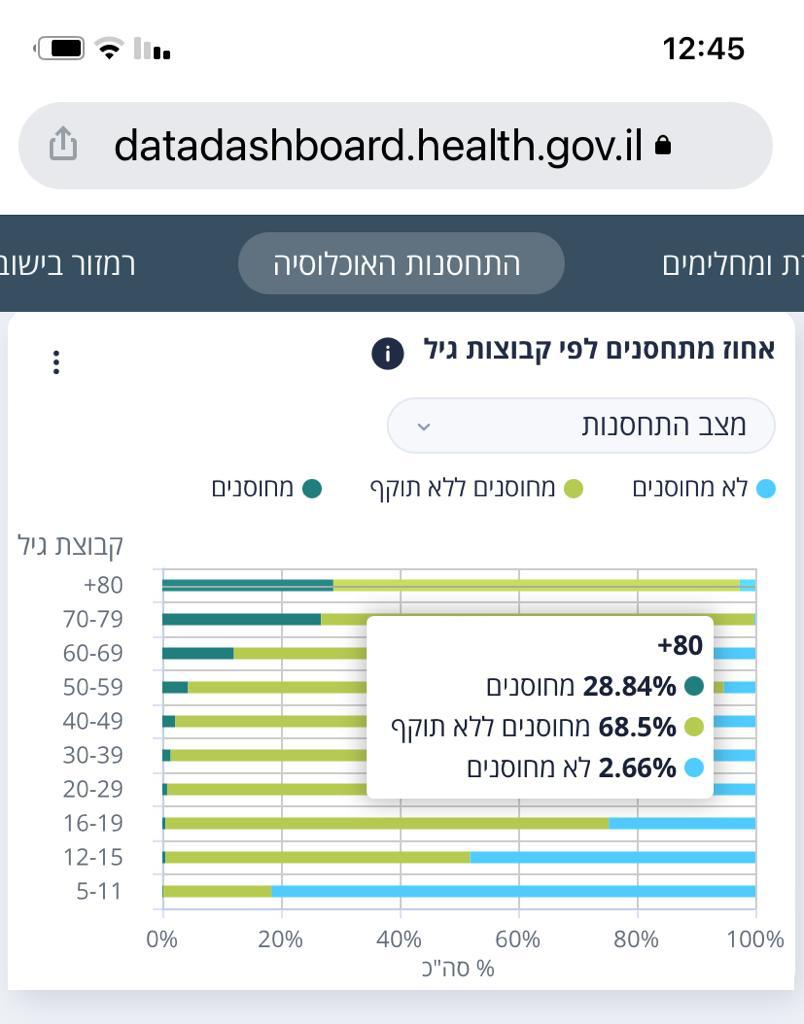 12:45
datadashboard.health.gov.il
ת ומחלימים
התחסנות האוכלוסיה
רמזור בישוב
אחוז מתחסנים לפי קבוצות גיל
מצב התחסנות
לא מחוסנים
מחוסנים ללא תוקף
מחוסנים
קבוצת גיל
80+
70-79
60-69
50-59
40-49
30-39
20-29
16-19
12-15
5-11
80+
28.84% מחוסנים
68.5% מחוסנים ללא תוקף
2.66% לא מחוסנים
0% 20% 40% 60% 80% 100%
% סה"כ